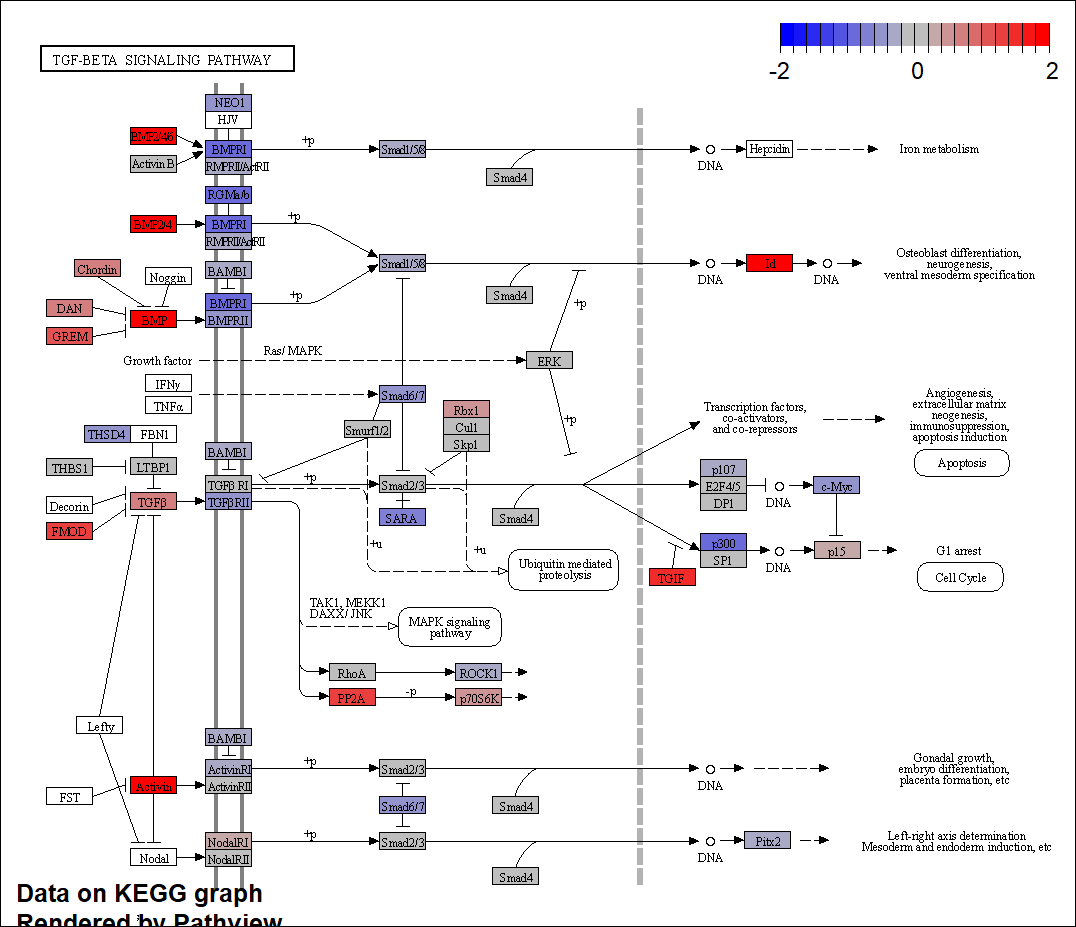 TGF-BETA SIGNALING PATHWAY
-2 0 2
NEO1
HJV
BMP2/4/6
Activin B
BMPRI
RMPRII/ActRII
+p
Smad1/5/8
Smad4
DNA
Hepcidin
Iron metabolism
RGMa/b
BMP2/4
BMPRI
RMPRII/ActRII
+p
Smad1/5/8
Smad4
DNA
Id
DNA
Osteoblast differentiation,
neurogenesis,
ventral mesoderm specification
Chordin
Noggin
BAMBI
DAN
GREM
BMP
BMPRI
BMPRII
+p
+p
Growth factor
Ras/ MAPK
ERK
IFNγ
TNFα
Smad6/7
+p
Rbx1
Cul1
Skp1
Smurf1/2
Transcription factors,
co-activators,
and co-repressors
Angiogenesis,
extracellular matrix
neogenesis,
immunosuppression,
apoptosis induction
Apoptosis
THSD4
FBN1
BAMBI
THBS1
LTBP1
TGFβ RI
+p
Smad2/3
p107
E2F4/5
DP1
DNA
c-Myc
Decorin
TGFβ
TGFβRII
SARA
Smad4
FMOD
+u
+u
p300
SP1
DNA
p15
G1 arrest
Cell Cycle
TGIF
Ubiquitin mediated
proteolysis
TAK1, MEKK1
DAXX/ JNK
MAPK signaling
pathway
RhoA
ROCK1
PP2A
-p
p70S6K
Lefty
BAMBI
Activin
ActivinRI
ActivinRII
+p
Smad2/3
Smad4
DNA
Gonadal growth,
embryo differentiation,
placenta formation, etc
FST
Smad6/7
Nodal
NodalRI
NodalRII
+p
Smad2/3
Smad4
DNA
Pitx2
Left-right axis determination
Mesoderm and endoderm induction, etc
Data on KEGG graph
Rendered by Pathview